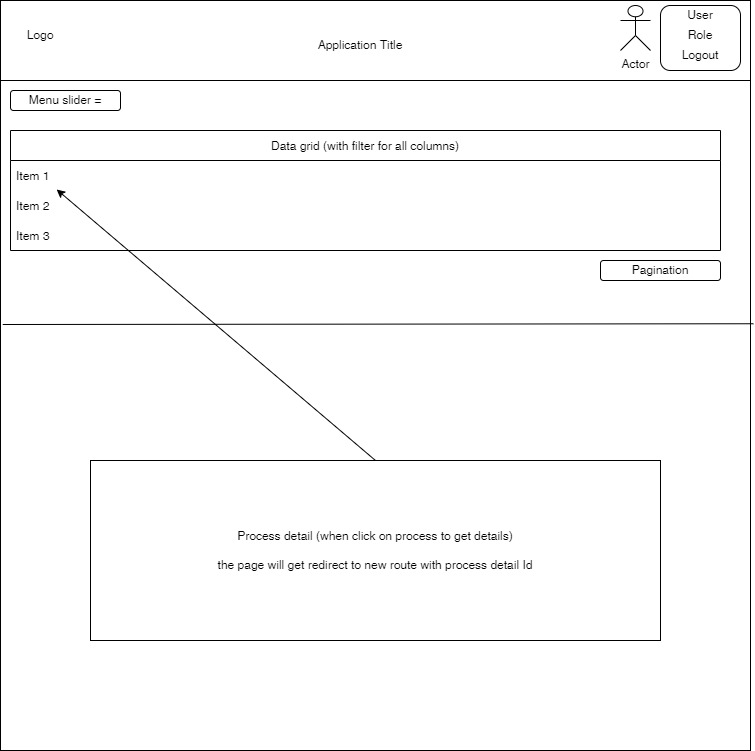 Logo
Application Title
Actor
User
Role
Logout
Menu slider =
Data grid (with filter for all columns)
Item 1
Item 2
Item 3
Pagination
Process detail (when click on process to get details)
the page will get redirect to new route with process detail Id